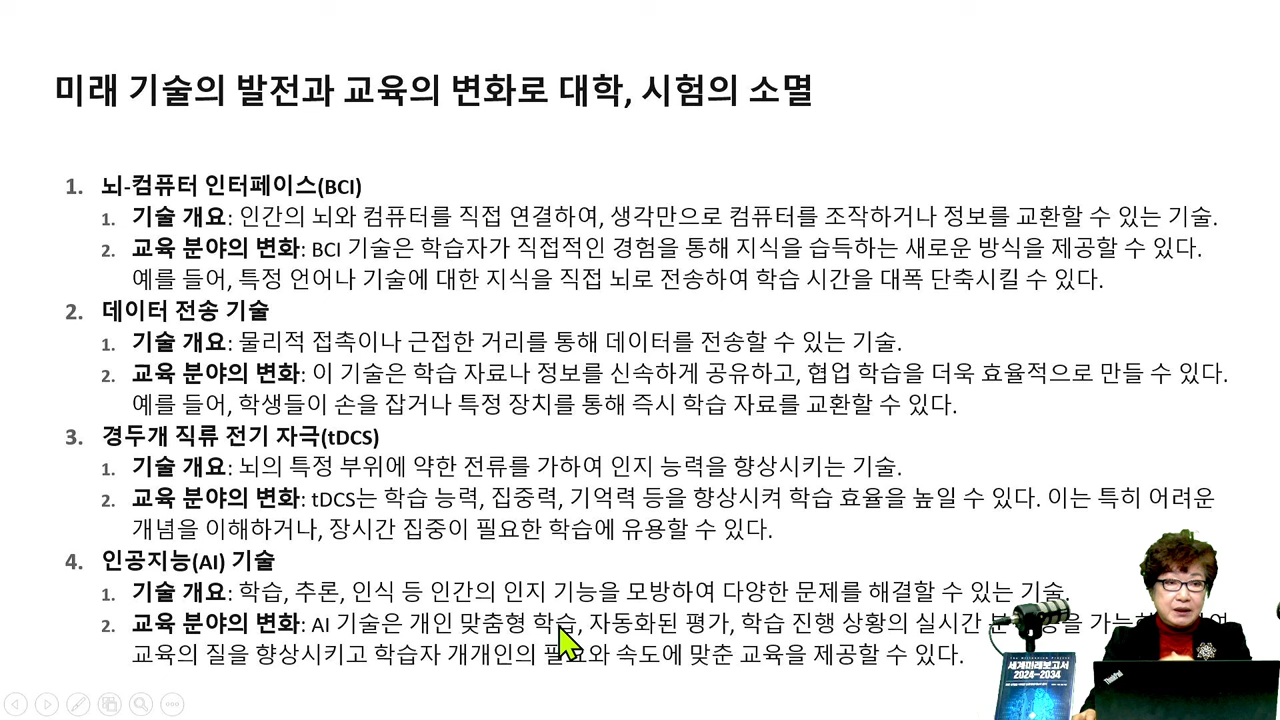 미래 기술의 발전과 교육의 변화로 대학, 시험의 소멸
1. 뇌-컴퓨터 인터페이스(BCI)
1. 기술 개요: 인간의 뇌와 컴퓨터를 직접 연결하여, 생각만으로 컴퓨터를 조작하거나 정보를 교환할 수 있는 기술.
2. 교육 분야의 변화: BCI 기술은 학습자가 직접적인 경험을 통해 지식을 습득하는 새로운 방식을 제공할 수 있다.
예를 들어, 특정 언어나 기술에 대한 지식을 직접 뇌로 전송하여 학습 시간을 대폭 단축시킬 수 있다.
2. 데이터 전송 기술
1. 기술 개요: 물리적 접촉이나 근접한 거리를 통해 데이터를 전송할 수 있는 기술.
2. 교육 분야의 변화: 이 기술은 학습 자료나 정보를 신속하게 공유하고, 협업 학습을 더욱 효율적으로 만들 수 있다.
예를 들어, 학생들이 손을 잡거나 특정 장치를 통해 즉시 학습 자료를 교환할 수 있다.
3. 경두개 직류 전기 자극(tDCS)
1. 기술 개요: 뇌의 특정 부위에 약한 전류를 가하여 인지 능력을 향상시키는 기술.
2. 교육 분야의 변화: tDCS는 학습 능력, 집중력, 기억력 등을 향상시켜 학습 효율을 높일 수 있다. 이는 특히 어려운
개념을 이해하거나, 장시간 집중이 필요한 학습에 유용할 수 있다.
4. 인공지능(AI) 기술
1. 기술 개요: 학습, 추론, 인식 등 인간의 인지 기능을 모방하여 다양한 문제를 해결할 수 있는 기술.
2. 교육 분야의 변화: AI 기술은 개인 맞춤형 학습, 자동화된 평가, 학습 진행 상황의 실시간
교육의 질을 향상시키고 학습자 개개인의 필요와 속도에 맞춘 교육을 제공할 수 있다.
세계미래보고서
2024-2034
ThinkPad